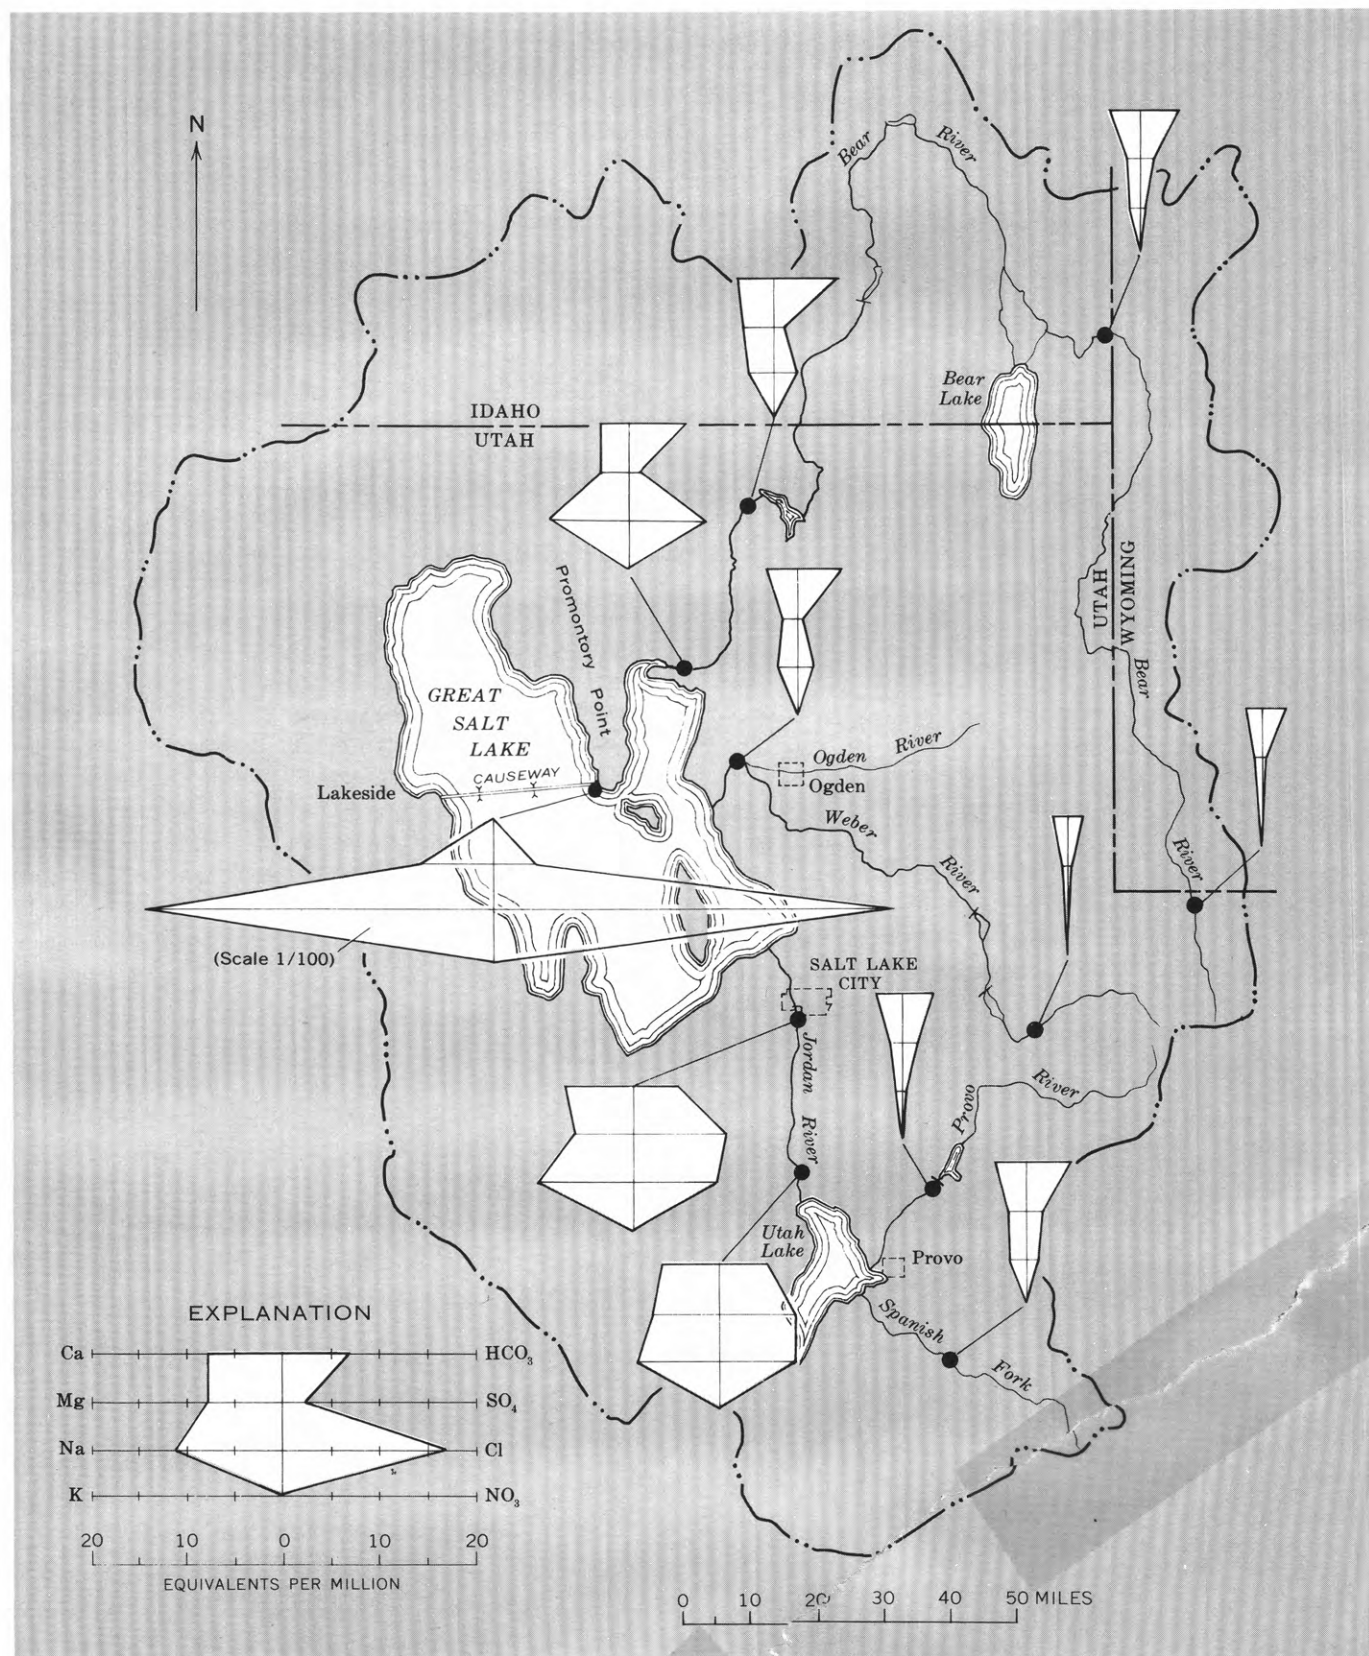 N
Bear
River
Bear
Lake
IDAHO
UTAH
UTAH
WYOMING
Bear
River
Promontory
Point
GREAT
SALT
LAKE
CAUSEWAY
Lakeside
Ogden
River
Ogden
Weber
River
(Scale 1/100)
SALT LAKE
CITY
Jordan
River
Provo
River
Utah
Lake
Provo
Spanish
Fork
EXPLANATION
Ca HCO₃
Mg SO₄
Na Cl
K NO₃
20 10 0 10 20
EQUIVALENTS PER MILLION
0 10 20 30 40 50 MILES